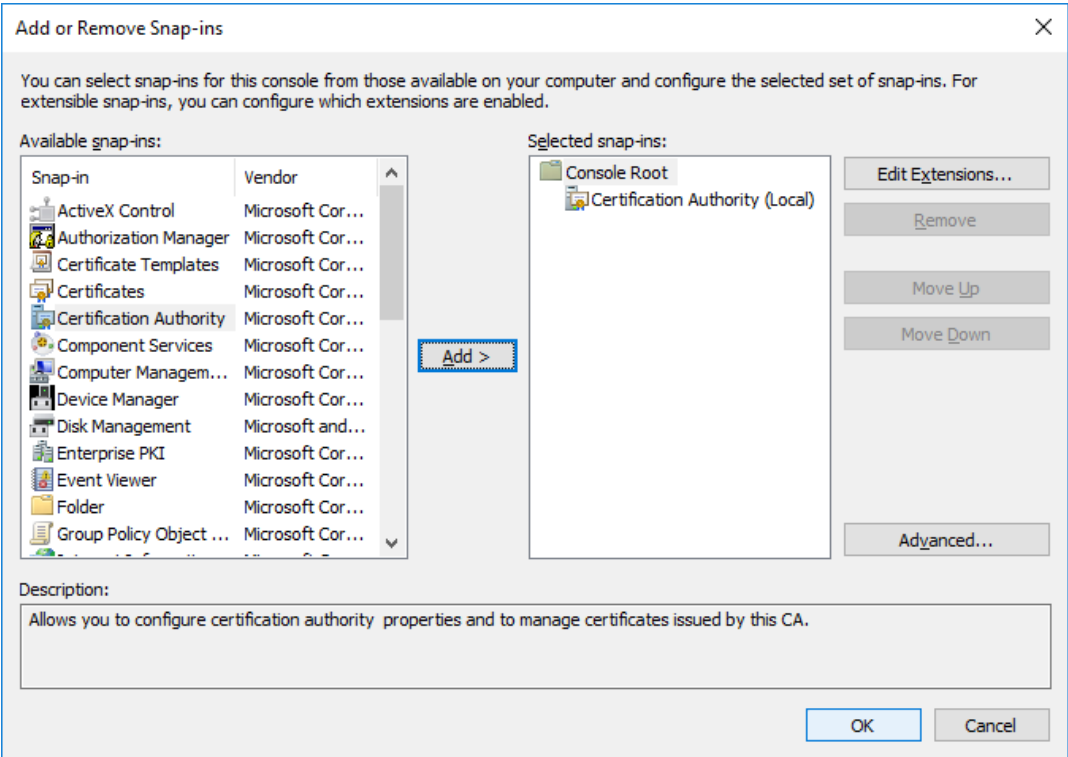 Add or Remove Snap-ins
You can select snap-ins for this console from those available on your computer and configure the selected set of snap-ins. For
extensible snap-ins, you can configure which extensions are enabled.
Available snap-ins:
Snap-in Vendor
ActiveX Control Microsoft Cor...
Authorization Manager Microsoft Cor...
Certificate Templates Microsoft Cor...
Certificates Microsoft Cor...
Certification Authority Microsoft Cor...
Component Services Microsoft Cor...
Computer Managem... Microsoft Cor...
Device Manager Microsoft Cor...
Disk Management Microsoft and...
Enterprise PKI Microsoft Cor...
Event Viewer Microsoft Cor...
Folder Microsoft Cor...
Group Policy Object ... Microsoft Cor...
Add >
Selected snap-ins:
Console Root
Certification Authority (Local)
Edit Extensions...
Remove
Move Up
Move Down
Advanced...
Description:
Allows you to configure certification authority properties and to manage certificates issued by this CA.
OK Cancel